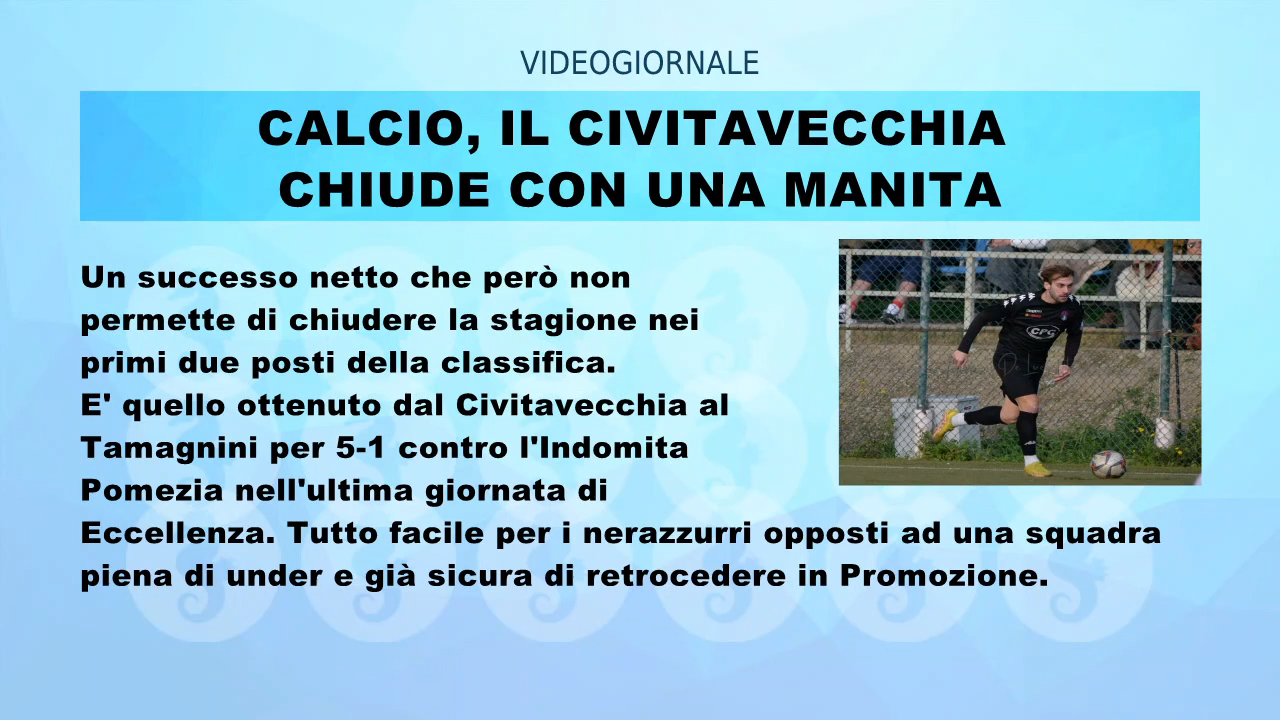 VIDEOGIORNALE
CALCIO, IL CIVITAVECCHIA
CHIUDE CON UNA MANITA
Un successo netto che però non
permette di chiudere la stagione nei
primi due posti della classifica.
E' quello ottenuto dal Civitavecchia al
Tamagnini per 5-1 contro l'Indomita
Pomezia nell'ultima giornata di
Eccellenza. Tutto facile per i nerazzurri opposti ad una squadra
piena di under e già sicura di retrocedere in Promozione.
CPG